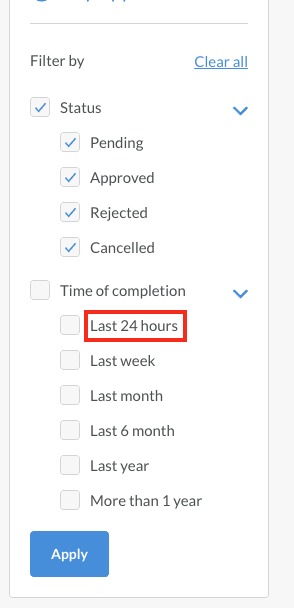 Filter by
Clear all
Status
Pending
Approved
Rejected
Cancelled
Time of completion
Last 24 hours
Last week
Last month
Last 6 month
Last year
More than 1 year
Apply